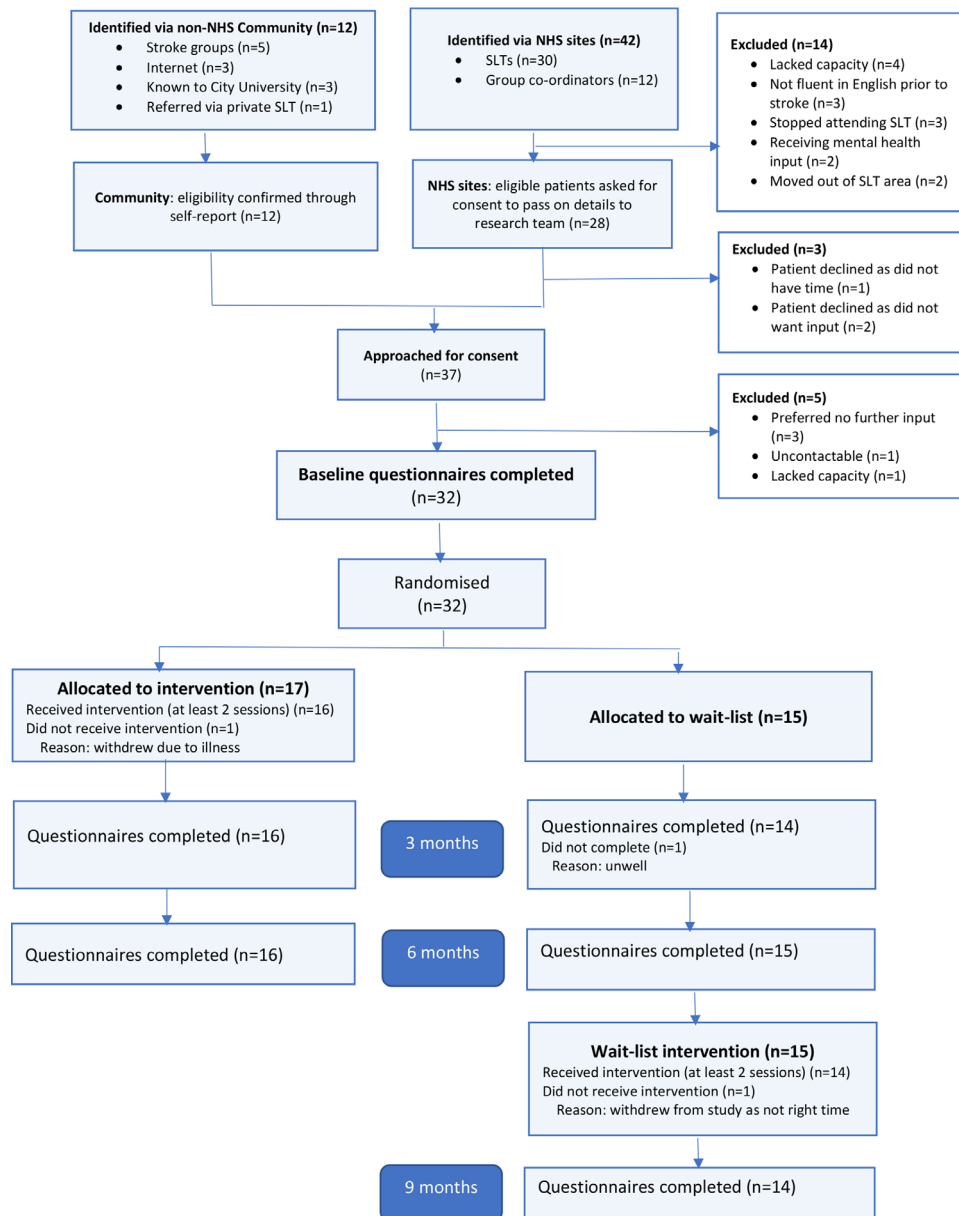 Identified via non-NHS Community (n=12)
• Stroke groups (n=5)
• Internet (n=3)
• Known to City University (n=3)
• Referred via private SLT (n=1)
Identified via NHS sites (n=42)
• SLTs (n=30)
• Group co-ordinators (n=12)
Excluded (n=14)
• Lacked capacity (n=4)
• Not fluent in English prior to
stroke (n=3)
• Stopped attending SLT (n=3)
• Receiving mental health
input (n=2)
• Moved out of SLT area (n=2)
Community: eligibility confirmed through
self-report (n=12)
NHS sites: eligible patients asked for
consent to pass on details to
research team (n=28)
Excluded (n=3)
• Patient declined as did not
have time (n=1)
• Patient declined as did not
want input (n=2)
Approached for consent
(n=37)
Excluded (n=5)
• Preferred no further input
(n=3)
• Uncontactable (n=1)
• Lacked capacity (n=1)
Baseline questionnaires completed
(n=32)
Randomised
(n=32)
Allocated to intervention (n=17)
Received intervention (at least 2 sessions) (n=16)
Did not receive intervention (n=1)
Reason: withdrew due to illness
Allocated to wait-list (n=15)
Questionnaires completed (n=16)
3 months
Questionnaires completed (n=14)
Did not complete (n=1)
Reason: unwell
Questionnaires completed (n=16)
6 months
Questionnaires completed (n=15)
Wait-list intervention (n=15)
Received intervention (at least 2 sessions) (n=14)
Did not receive intervention (n=1)
Reason: withdrew from study as not right time
9 months
Questionnaires completed (n=14)